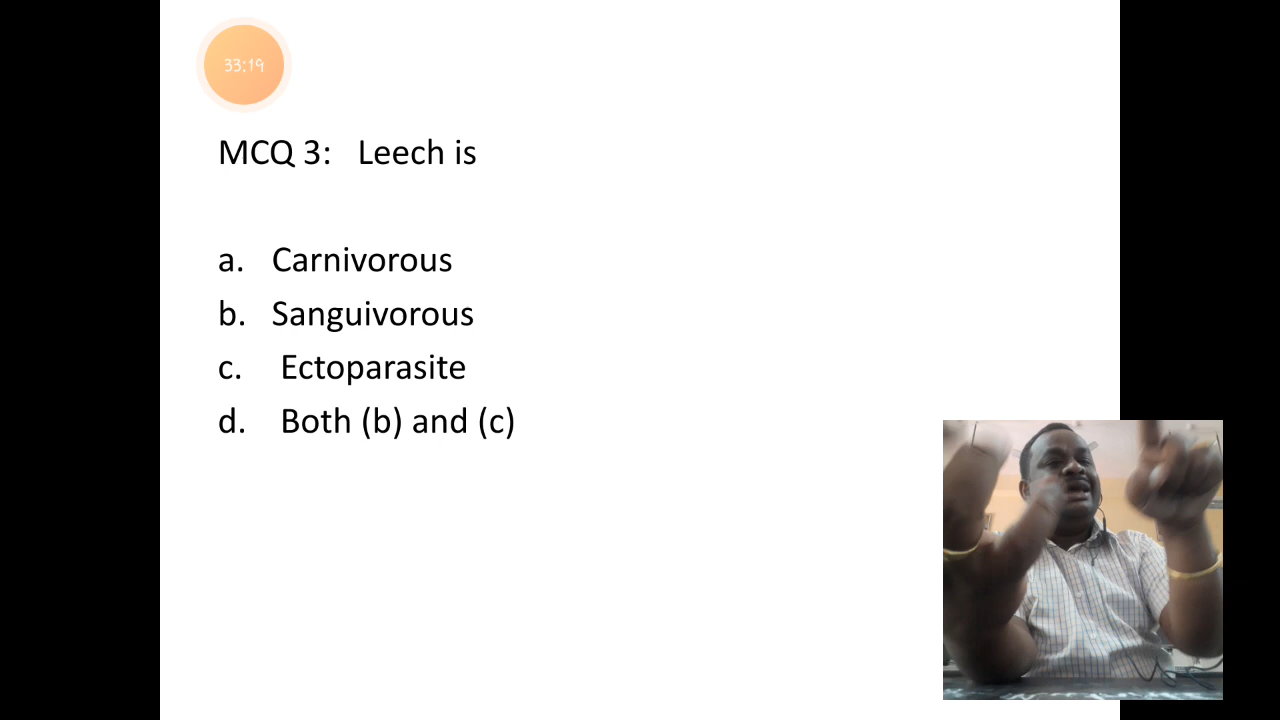 33:19
MCQ 3: Leech is
a. Carnivorous
b. Sanguivorous
c. Ectoparasite
d. Both (b) and (c)